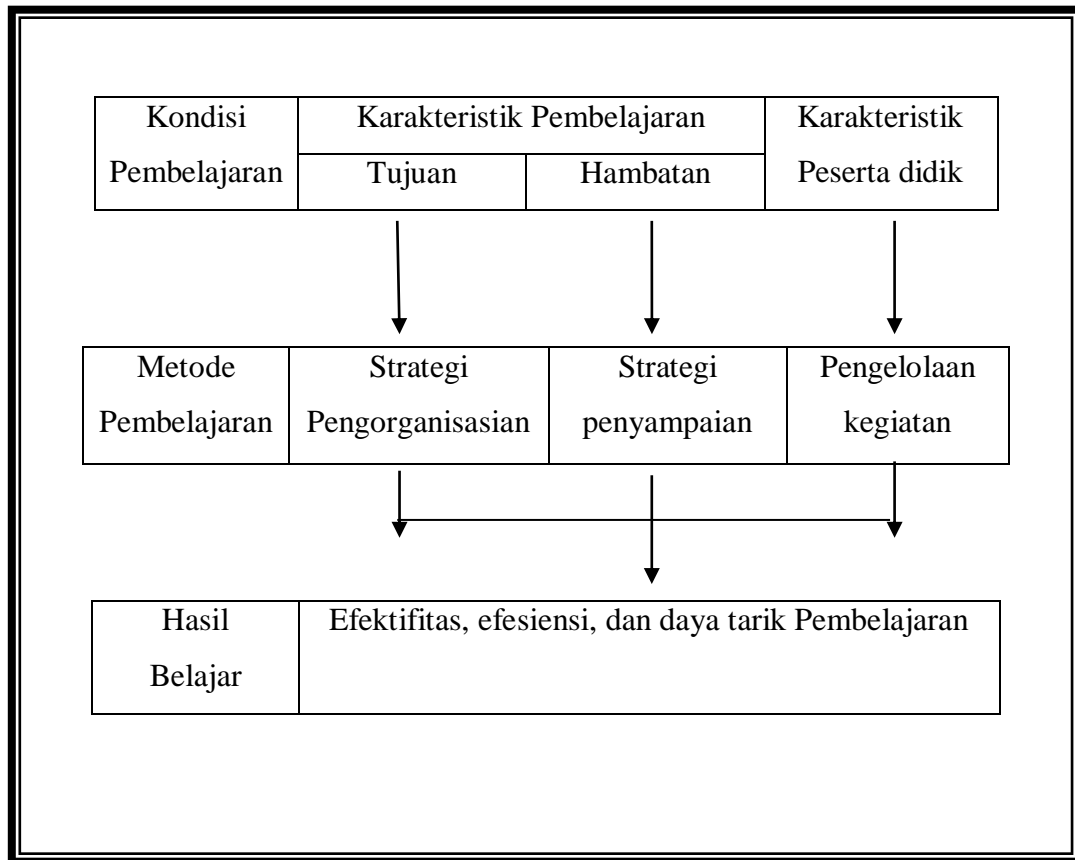 Kondisi
Pembelajaran
Karakteristik Pembelajaran
Tujuan
Hambatan
Karakteristik
Peserta didik
Metode
Pembelajaran
Strategi
Pengorganisasian
Strategi
penyampaian
Pengelolaan
kegiatan
Hasil
Belajar
Efektifitas, efesiensi, dan daya tarik Pembelajaran